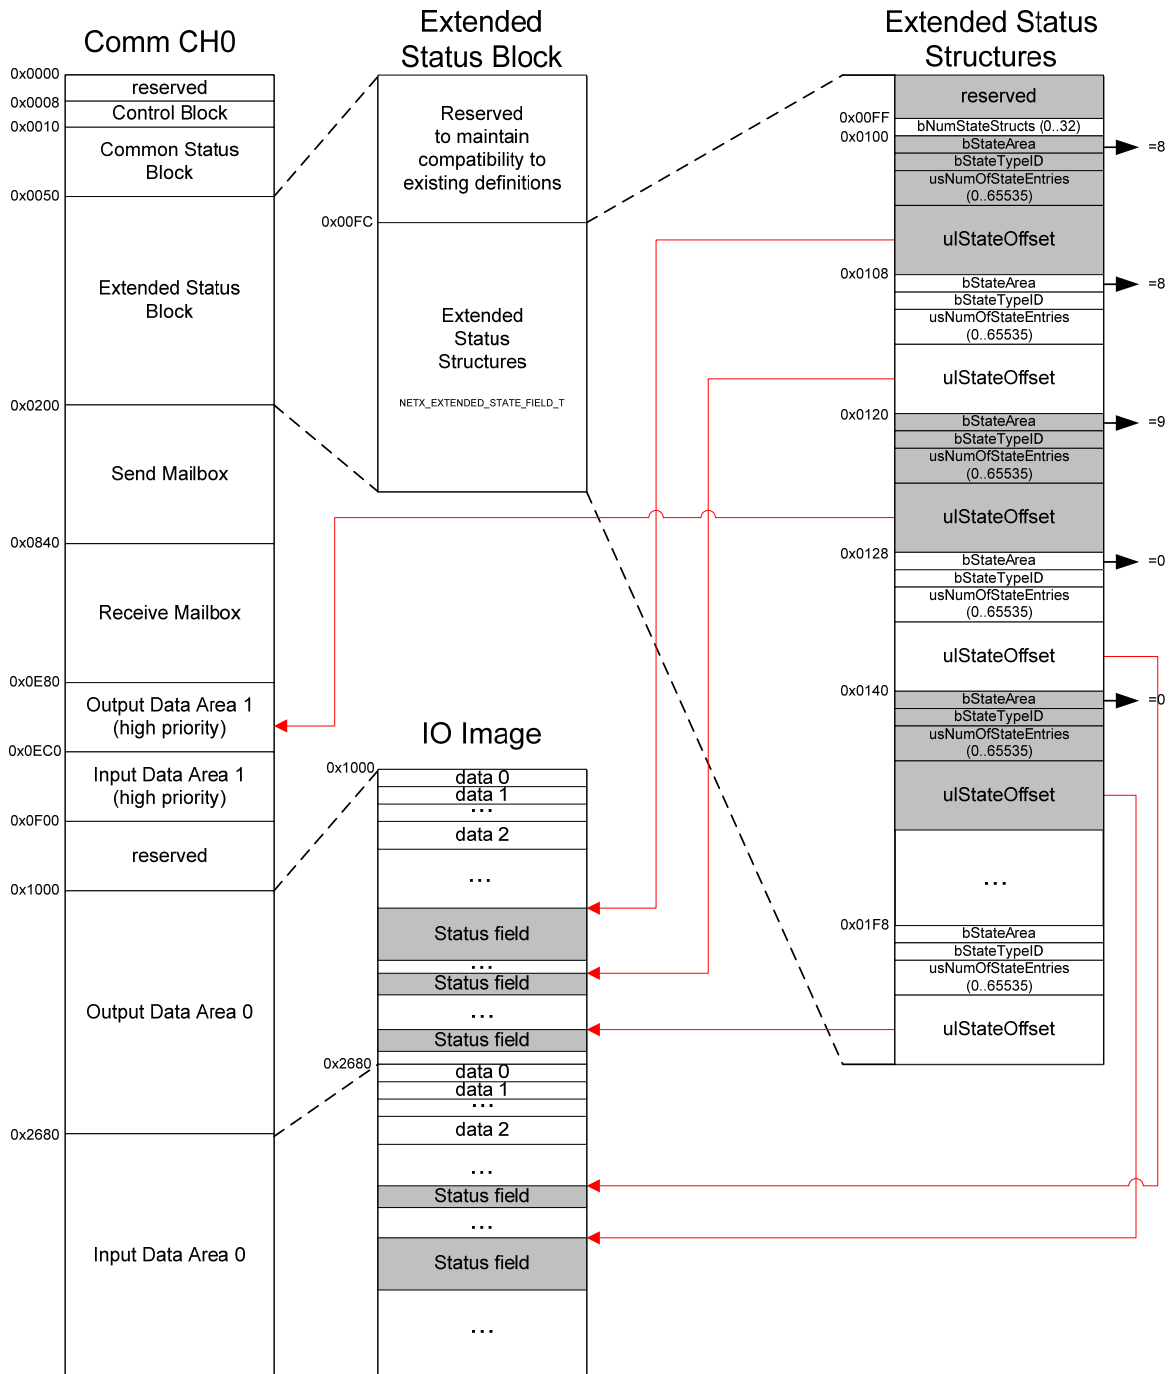 Comm CH0
0x0000
reserved
0x0008
Control Block
0x0010
Common Status
Block
0x0050
Extended Status
Block
0x0200
Send Mailbox
0x0840
Receive Mailbox
0x0E80
Output Data Area 1
(high priority)
0x0EC0
Input Data Area 1
(high priority)
0x0F00
reserved
0x1000
Output Data Area 0
0x2680
Input Data Area 0
Extended
Status Block
Reserved
to maintain
compatibility to
existing definitions
0x00FC
Extended
Status
Structures
NETX_EXTENDED_STATE_FIELD_T
IO Image
0x1000
data 0
data 1
...
data 2
...
Status field
...
Status field
...
Status field
0x2680
data 0
data 1
...
data 2
...
Status field
...
Status field
...
Extended Status
Structures
reserved
0x00FF
bNumStateStructs (0..32)
0x0100
bStateArea
=8
bStateTypeID
usNumOfStateEntries
(0..65535)
ulStateOffset
0x0108
bStateArea
=8
bStateTypeID
usNumOfStateEntries
(0..65535)
ulStateOffset
0x0120
bStateArea
=9
bStateTypeID
usNumOfStateEntries
(0..65535)
ulStateOffset
0x0128
bStateArea
=0
bStateTypeID
usNumOfStateEntries
(0..65535)
ulStateOffset
0x0140
bStateArea
=0
bStateTypeID
usNumOfStateEntries
(0..65535)
ulStateOffset
...
0x01F8
bStateArea
bStateTypeID
usNumOfStateEntries
(0..65535)
ulStateOffset